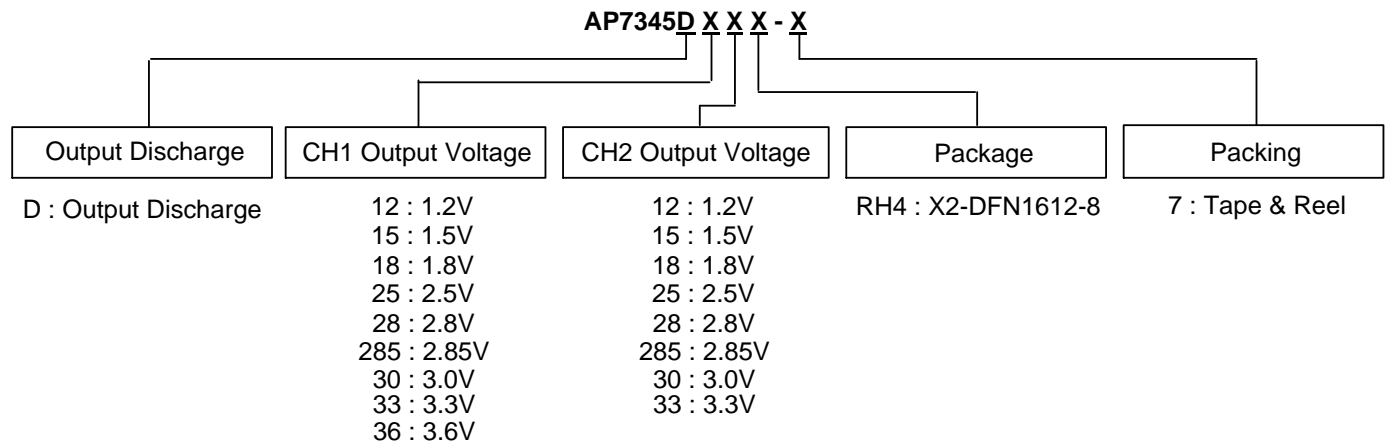 AP7345D X X X - X
Output Discharge
CH1 Output Voltage
CH2 Output Voltage
Package
Packing
D : Output Discharge
12 : 1.2V
15 : 1.5V
18 : 1.8V
25 : 2.5V
28 : 2.8V
285 : 2.85V
30 : 3.0V
33 : 3.3V
36 : 3.6V
12 : 1.2V
15 : 1.5V
18 : 1.8V
25 : 2.5V
28 : 2.8V
285 : 2.85V
30 : 3.0V
33 : 3.3V
RH4 : X2-DFN1612-8
7 : Tape & Reel